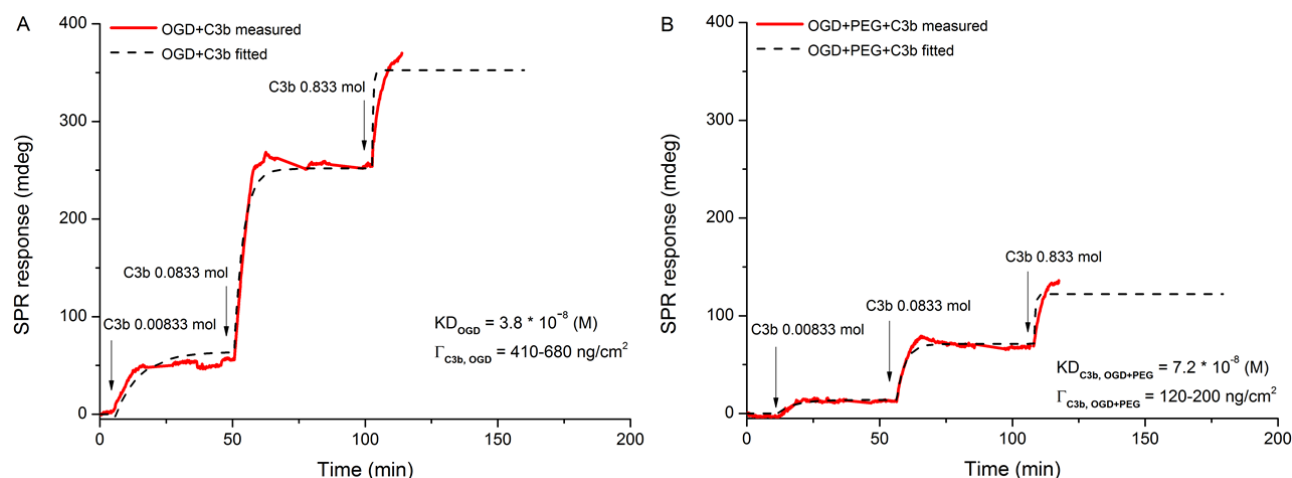 A
OGD+C3b measured
OGD+C3b fitted
C3b 0.833 mol
C3b 0.0833 mol
C3b 0.00833 mol
KD_OGD = 3.8 * 10⁻⁸ (M)
Γ_C3b, OGD = 410-680 ng/cm²
SPR response (mdeg)
400
300
200
100
0
0 50 100 150 200
Time (min)
B
OGD+PEG+C3b measured
OGD+PEG+C3b fitted
C3b 0.833 mol
C3b 0.0833 mol
C3b 0.00833 mol
KD_C3b, OGD+PEG = 7.2 * 10⁻⁸ (M)
Γ_C3b, OGD+PEG = 120-200 ng/cm²
SPR response (mdeg)
400
300
200
100
0
0 50 100 150 200
Time (min)